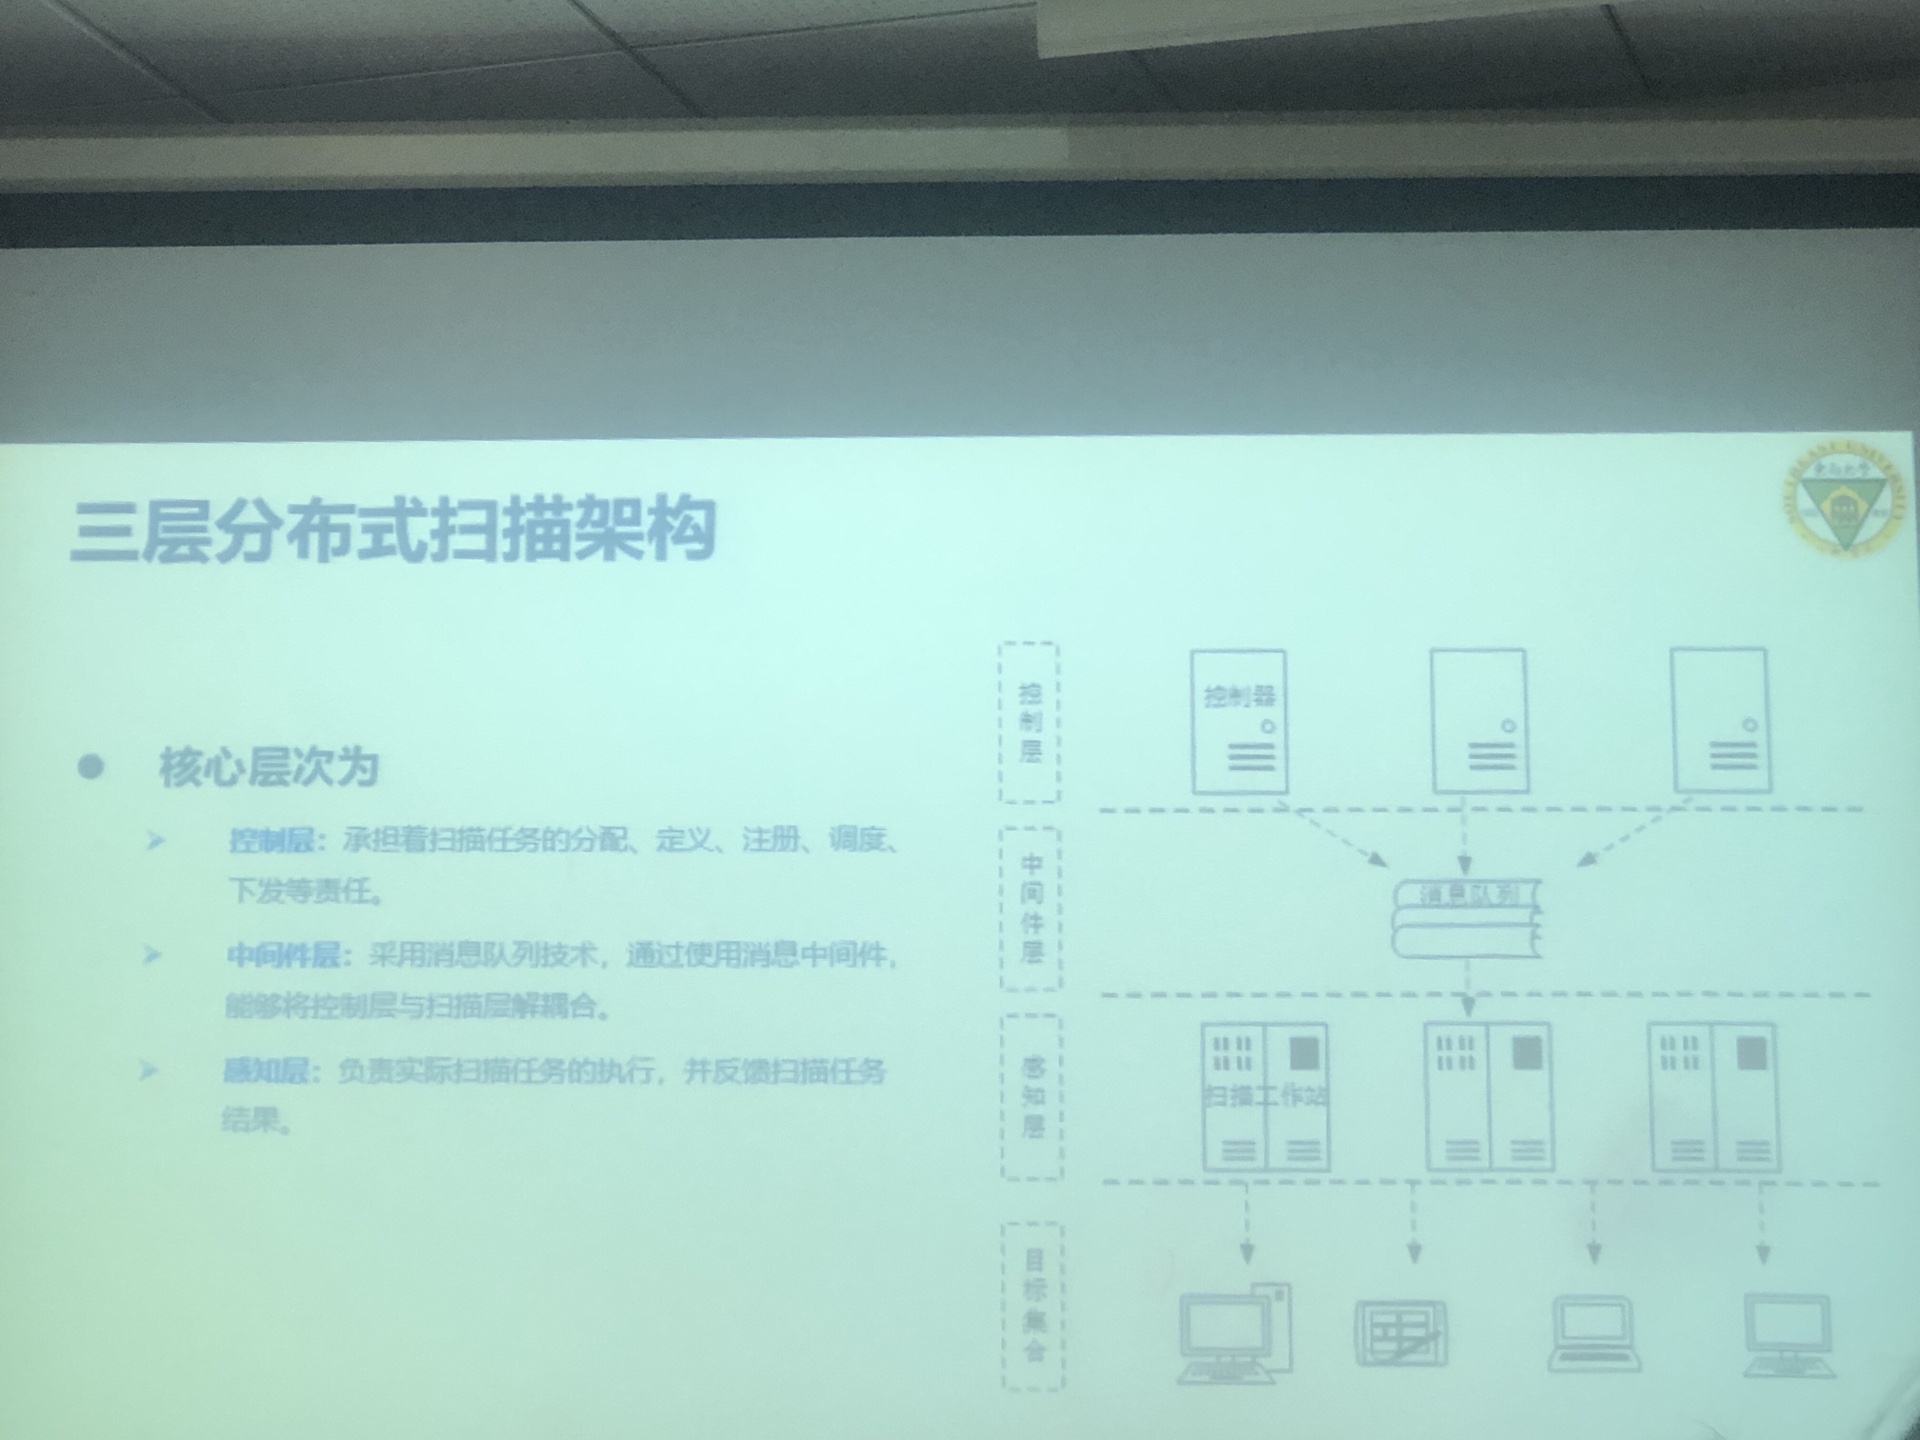 三层分布式扫描架构
SOUTHEAST UNIVERSITY
东南大学
● 核心层次为
➤ 控制层：承担着扫描任务的分配、定义、注册、调度、
下发等责任。
➤ 中间件层：采用消息队列技术，通过使用消息中间件，
能够将控制层与扫描层解耦合。
➤ 感知层：负责实际扫描任务的执行，并反馈扫描任务
结果。
控制层
控制器
中间件层
消息队列
感知层
扫描工作站
目标集合